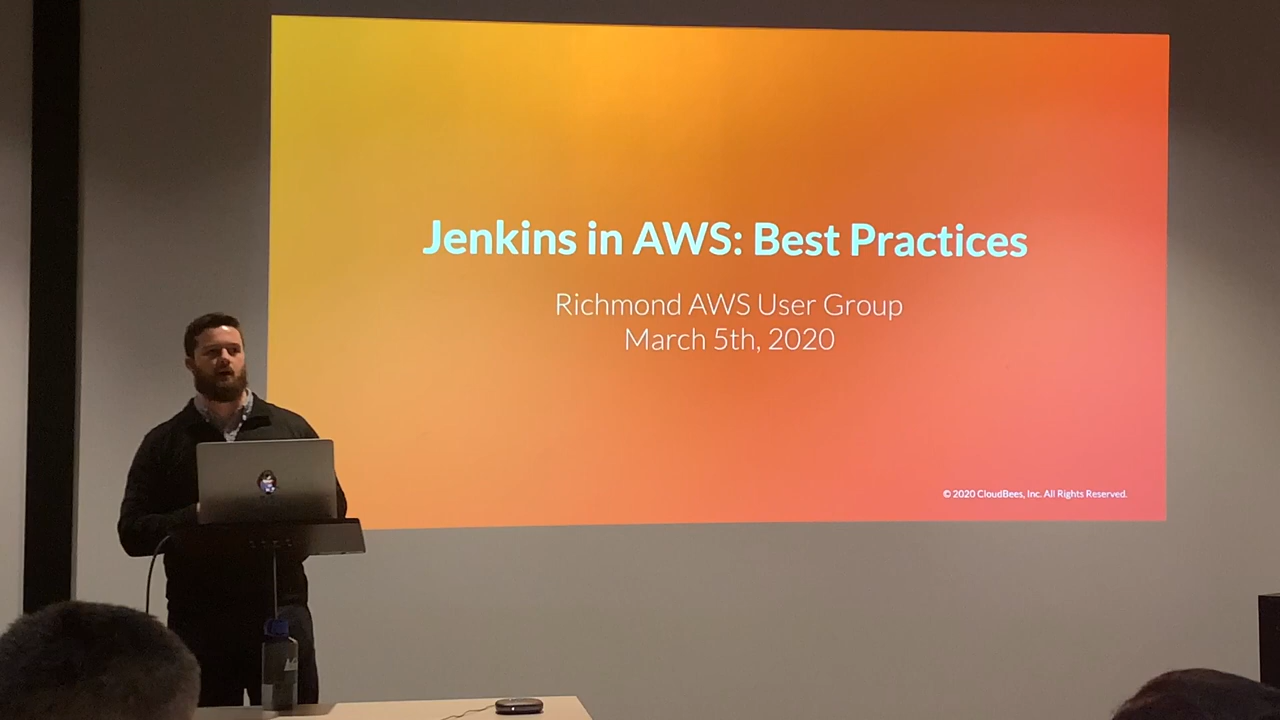 Jenkins in AWS: Best Practices
Richmond AWS User Group
March 5th, 2020
© 2020 CloudBees, Inc. All Rights Reserved.